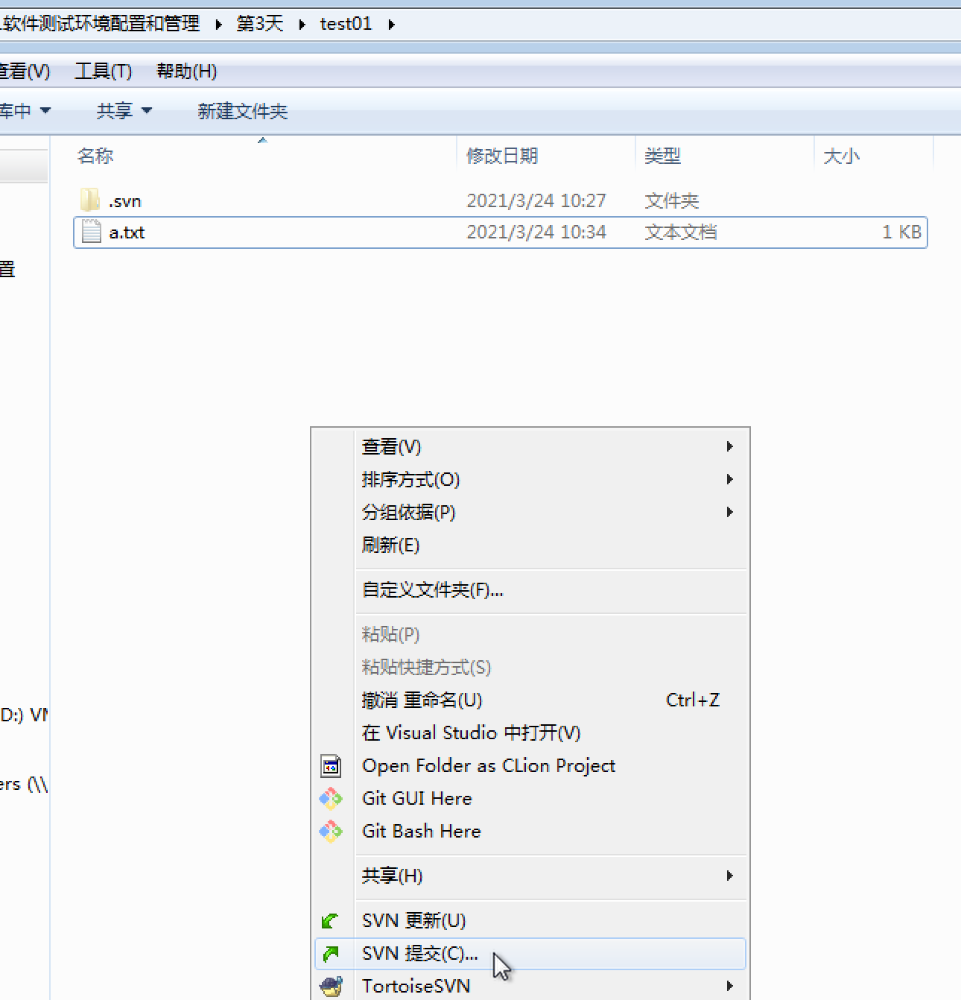 软件测试环境配置和管理 第3天 test01
查看(V) 工具(T) 帮助(H)
库中 共享 新建文件夹
名称 修改日期 类型 大小
.svn 2021/3/24 10:27 文件夹
a.txt 2021/3/24 10:34 文本文档 1 KB
置
查看(V)
排序方式(O)
分组依据(P)
刷新(E)
自定义文件夹(F)...
粘贴(P)
粘贴快捷方式(S)
撤消 重命名(U) Ctrl+Z
D:)
在 Visual Studio 中打开(V)
Open Folder as CLion Project
ers (\\
Git GUI Here
Git Bash Here
共享(H)
SVN 更新(U)
SVN 提交(C)...
TortoiseSVN